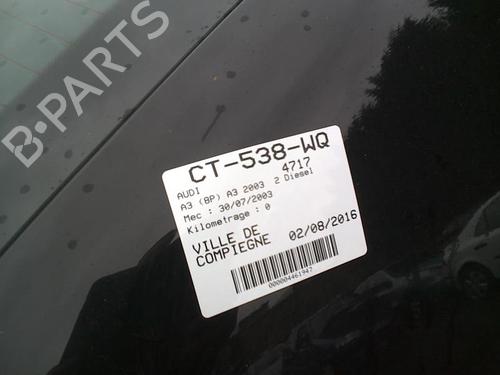 B-PARTS
CT-538-WQ
4717
AUDI
A3 (8P) A3 2003 2 Diesel
Mec : 30/07/2003
Kilometrage : 0
VILLE DE
COMPIEGNE
02/08/2016
000004461947